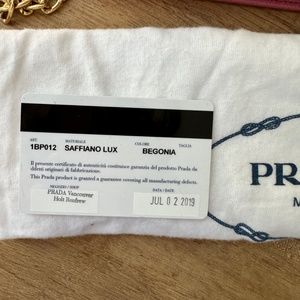 ART. MATERIALE COLORE TAGLIA
1BP012 SAFFIANO LUX BEGONIA
Il presente certificato di autenticità costituisce garanzia del prodotto Prada da
difetti originari di fabbricazione.
This Prada product is granted a guarantee covering all manufacturing defects.
NEGOZIO / SHOP DATA / DATE
PRADA Vancouver
Holt Renfrew
JUL 02 2019
PR
M